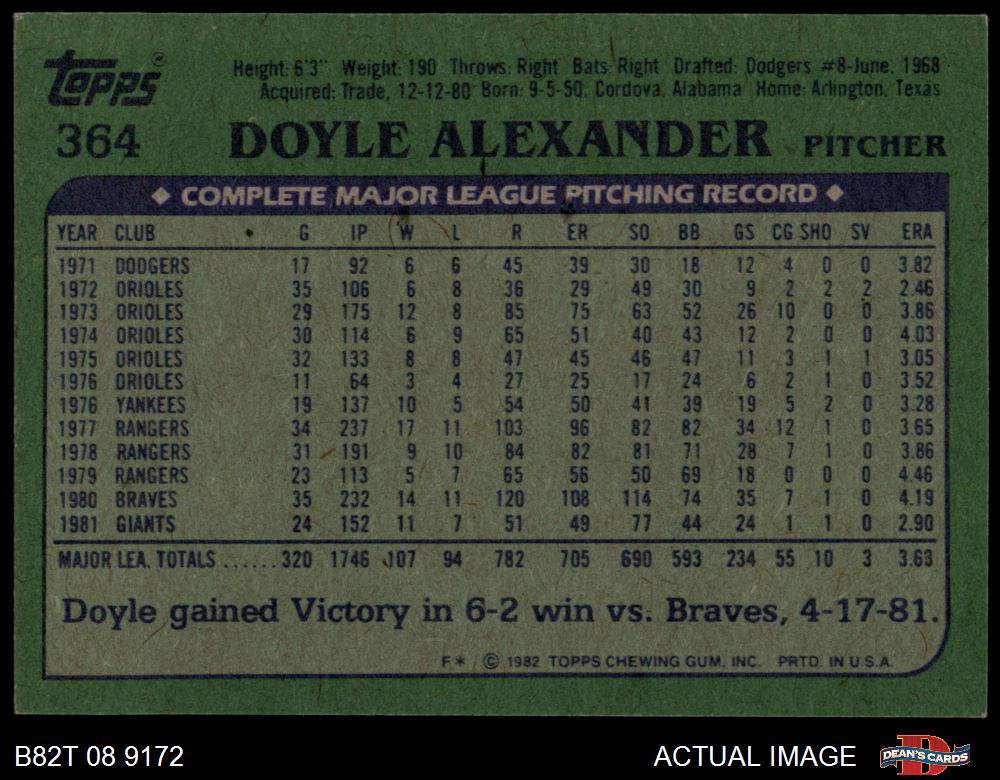 Topps®
Height: 6'3" Weight: 190 Throws: Right Bats: Right Drafted: Dodgers #8-June, 1968
Acquired: Trade, 12-12-80 Born: 9-5-50, Cordova, Alabama Home: Arlington, Texas
364 DOYLE ALEXANDER PITCHER
◆ COMPLETE MAJOR LEAGUE PITCHING RECORD ◆
YEAR CLUB G IP W L R ER SO BB GS CG SHO SV ERA
1971 DODGERS 17 92 6 6 45 39 30 18 12 4 0 0 3.82
1972 ORIOLES 35 106 6 8 36 29 49 30 9 2 2 2 2.46
1973 ORIOLES 29 175 12 8 85 75 63 52 26 10 0 0 3.86
1974 ORIOLES 30 114 6 9 65 51 40 43 12 2 0 0 4.03
1975 ORIOLES 32 133 8 8 47 45 46 47 11 3 1 1 3.05
1976 ORIOLES 11 64 3 4 27 25 17 24 6 2 1 0 3.52
1976 YANKEES 19 137 10 5 54 50 41 39 19 5 2 0 3.28
1977 RANGERS 34 237 17 11 103 96 82 82 34 12 1 0 3.65
1978 RANGERS 31 191 9 10 84 82 81 71 28 7 1 0 3.86
1979 RANGERS 23 113 5 7 65 56 50 69 18 0 0 0 4.46
1980 BRAVES 35 232 14 11 120 108 114 74 35 7 1 0 4.19
1981 GIANTS 24 152 11 7 51 49 77 44 24 1 1 0 2.90
MAJOR LEA. TOTALS ......320 1746 107 94 782 705 690 593 234 55 10 3 3.63
Doyle gained Victory in 6-2 win vs. Braves, 4-17-81.
F* © 1982 TOPPS CHEWING GUM, INC. PRTD. IN U.S.A.
B82T 08 9172 ACTUAL IMAGE D DEAN'S CARDS